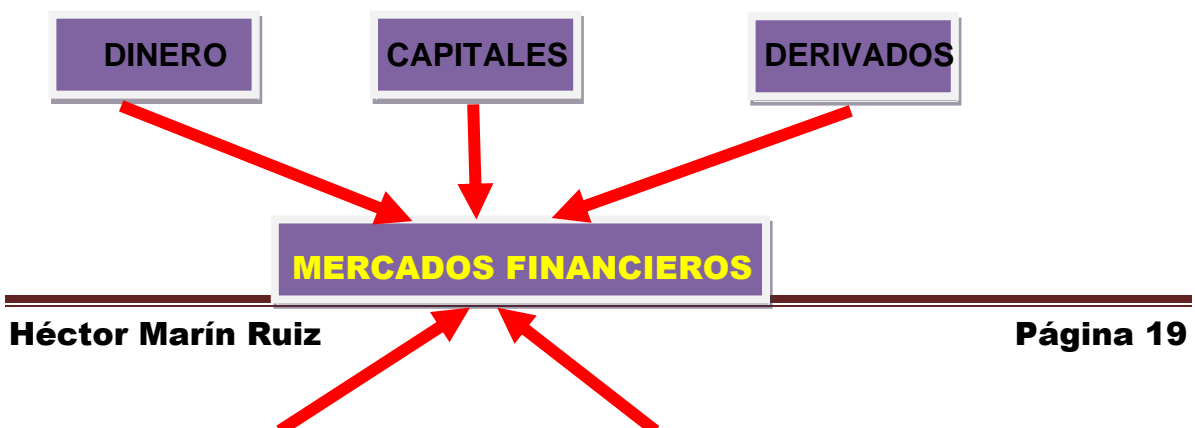 DINERO CAPITALES DERIVADOS
MERCADOS FINANCIEROS
Héctor Marín Ruiz Página 19